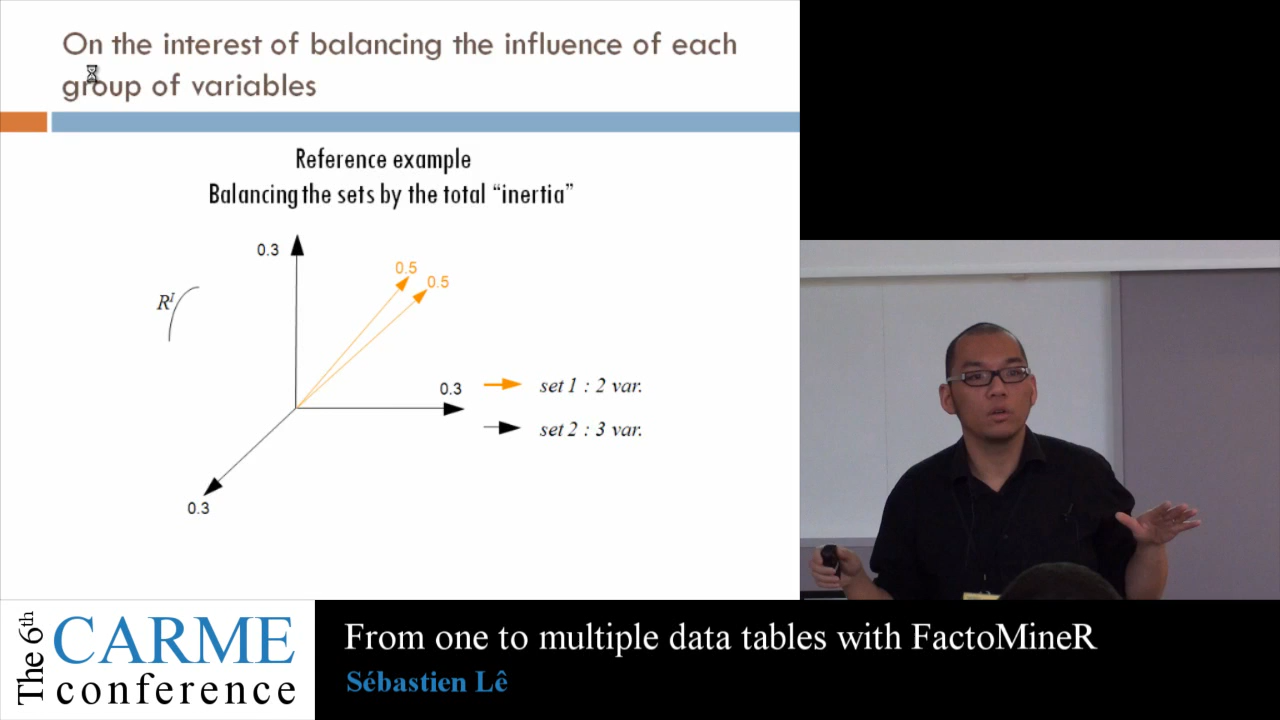 On the interest of balancing the influence of each
group of variables
Reference example
Balancing the sets by the total “inertia”
0.3
0.5
0.5
R^I
0.3
set 1 : 2 var.
set 2 : 3 var.
0.3
The 6th
CARME
conference
From one to multiple data tables with FactoMineR
Sébastien Lê